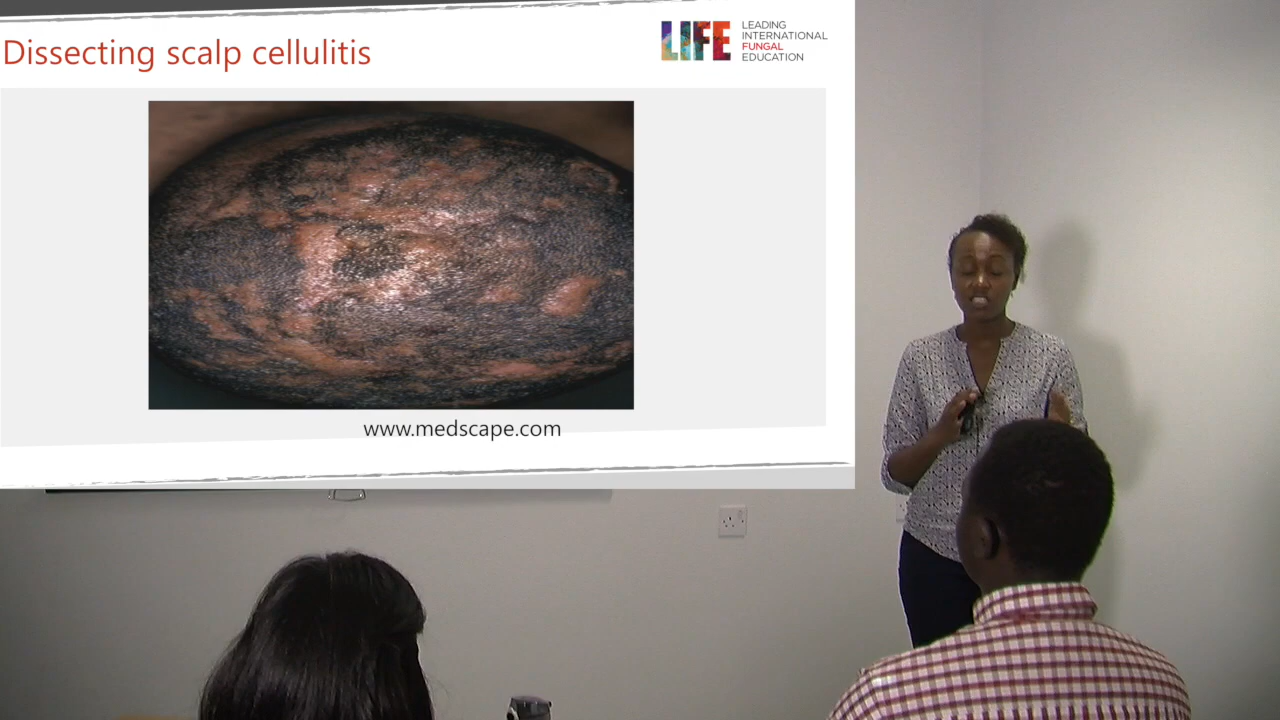 Dissecting scalp cellulitis
LIFE
LEADING
INTERNATIONAL
FUNGAL
EDUCATION
www.medscape.com